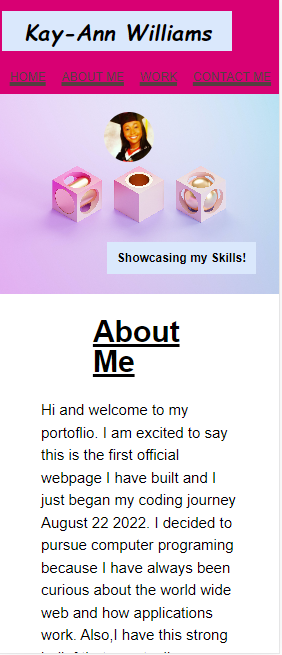 Kay-Ann Williams
HOME ABOUT ME WORK CONTACT ME
Showcasing my Skills!
About
Me
Hi and welcome to my
portoflio. I am excited to say
this is the first official
webpage I have built and I
just began my coding journey
August 22 2022. I decided to
pursue computer programing
because I have always been
curious about the world wide
web and how applications
work. Also,I have this strong